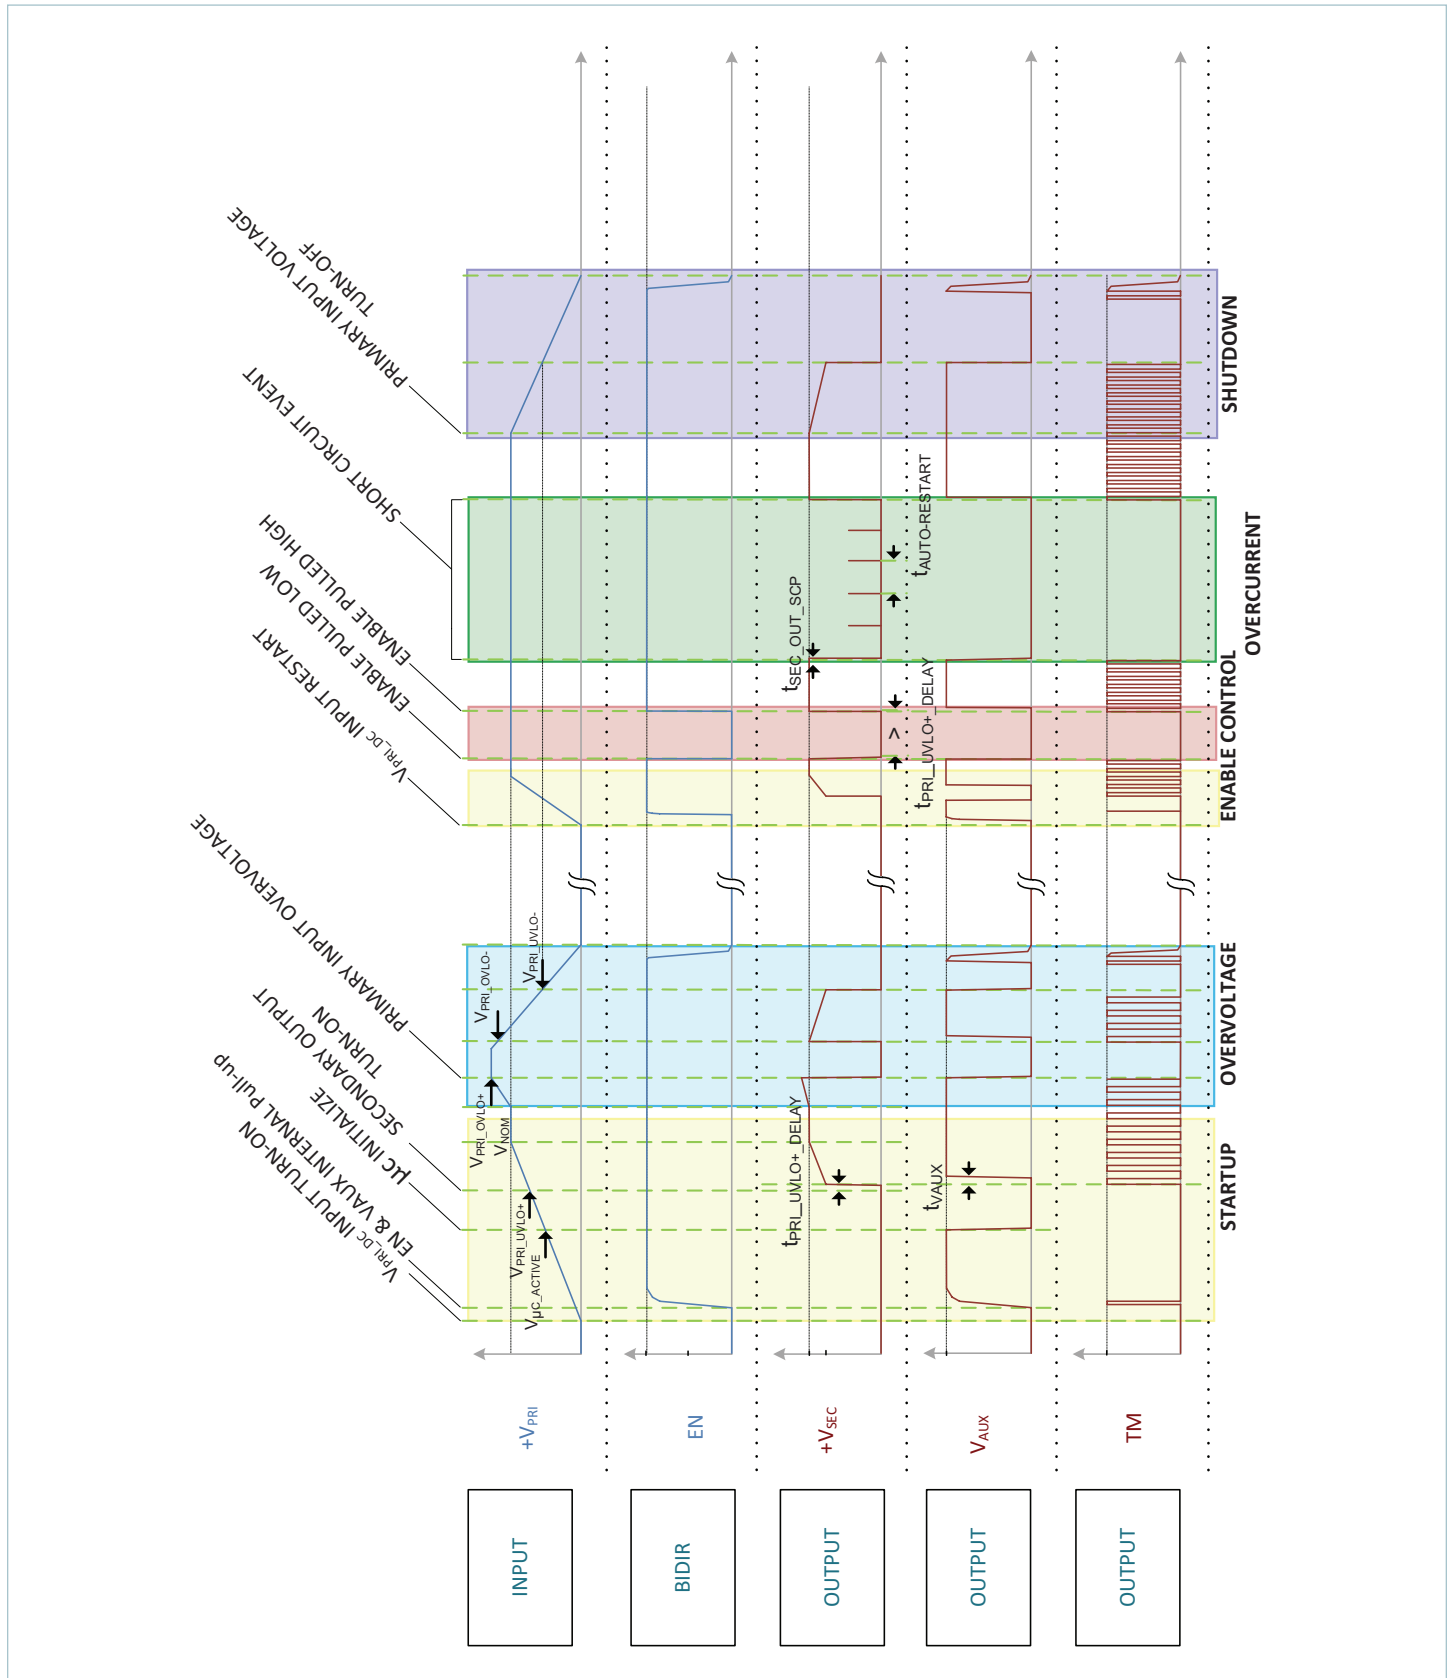 VPRI_DC INPUT TURN-ON
EN & VAUX INTERNAL Pull-up
µC INITIALIZE
SECONDARY OUTPUT
TURN-ON
PRIMARY INPUT OVERVOLTAGE
VPRI_DC INPUT RESTART
ENABLE PULLED LOW
ENABLE PULLED HIGH
SHORT CIRCUIT EVENT
PRIMARY INPUT VOLTAGE
TURN-OFF
INPUT
+VPRI
VµC_ACTIVE
VPRI_UVLO+
VPRI_OVLO+
VNOM
VPRI_OVLO-
VPRI_UVLO-
BIDIR
EN
OUTPUT
+VSEC
tPRI_UVLO+_DELAY
tSEC_OUT_SCP
>
tPRI_UVLO+_DELAY
tAUTO-RESTART
OUTPUT
VAUX
tVAUX
OUTPUT
TM
STARTUP
OVERVOLTAGE
ENABLE CONTROL
OVERCURRENT
SHUTDOWN